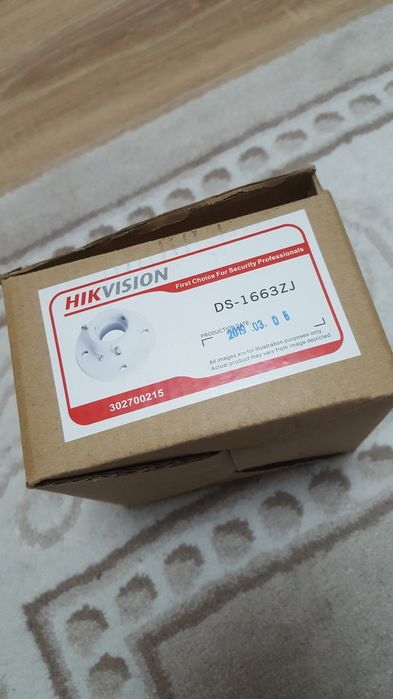 HIKVISION
First Choice For Security Professionals
DS-1663ZJ
PRODUCTION DATE
03. 06
All images are for illustration purposes only.
Actual product may vary from image depicted.
302700215